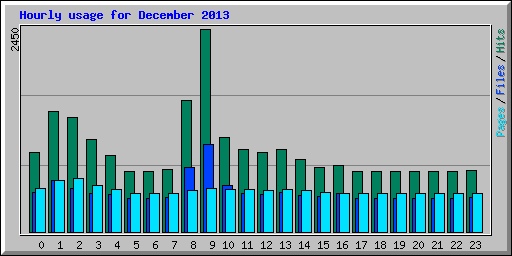 Hourly usage for December 2013
2450
Pages / Files / Hits
0 1 2 3 4 5 6 7 8 9 10 11 12 13 14 15 16 17 18 19 20 21 22 23